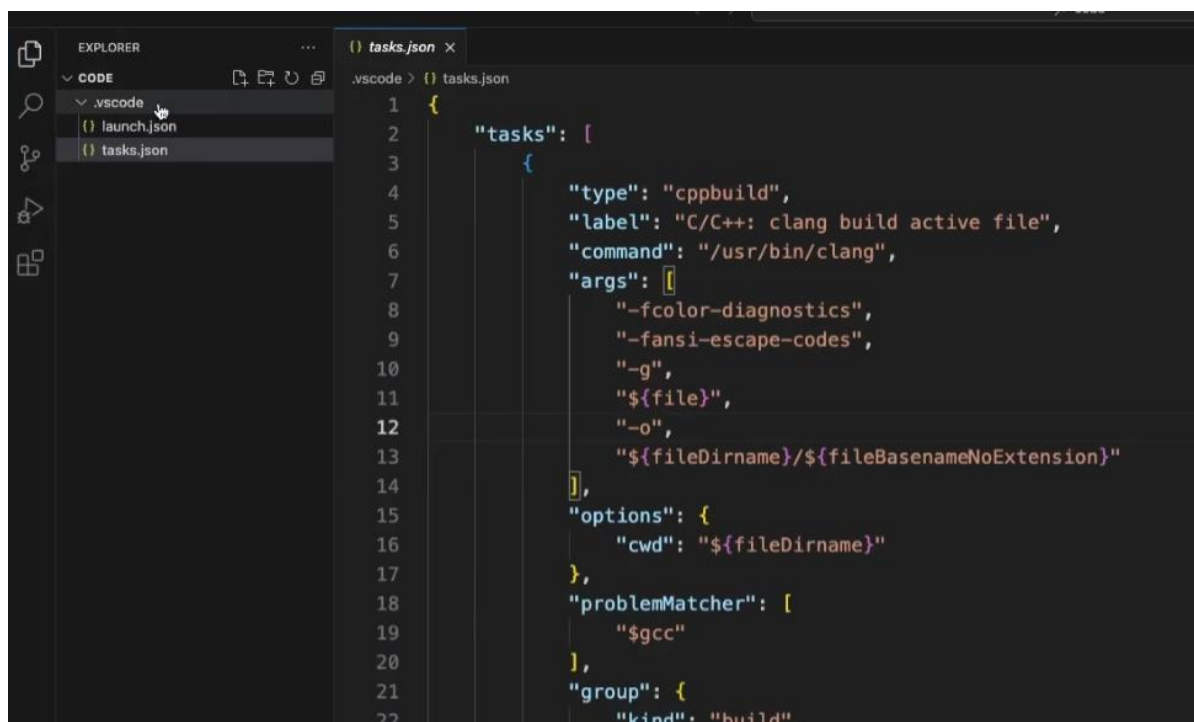 EXPLORER
CODE
.vscode
launch.json
tasks.json
{} tasks.json ×
.vscode > {} tasks.json
1 {
2 "tasks": [
3 {
4 "type": "cppbuild",
5 "label": "C/C++: clang build active file",
6 "command": "/usr/bin/clang",
7 "args": [
8 "-fcolor-diagnostics",
9 "-fansi-escape-codes",
10 "-g",
11 "${file}",
12 "-o",
13 "${fileDirname}/${fileBasenameNoExtension}"
14 ],
15 "options": {
16 "cwd": "${fileDirname}"
17 },
18 "problemMatcher": [
19 "$gcc"
20 ],
21 "group": {
22 "kind": "build"